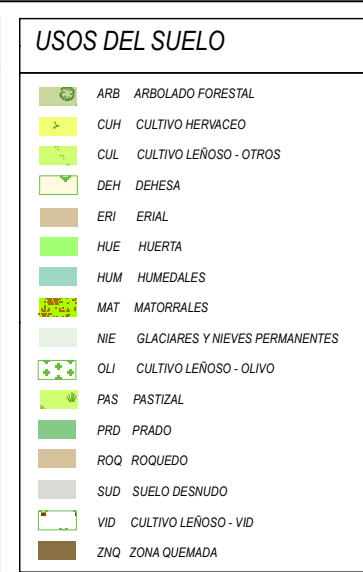 USOS DEL SUELO
ARB ARBOLADO FORESTAL
CUH CULTIVO HERVACEO
CUL CULTIVO LEÑOSO - OTROS
DEH DEHESA
ERI ERIAL
HUE HUERTA
HUM HUMEDALES
MAT MATORRALES
NIE GLACIARES Y NIEVES PERMANENTES
OLI CULTIVO LEÑOSO - OLIVO
PAS PASTIZAL
PRD PRADO
ROQ ROQUEDO
SUD SUELO DESNUDO
VID CULTIVO LEÑOSO - VID
ZNQ ZONA QUEMADA